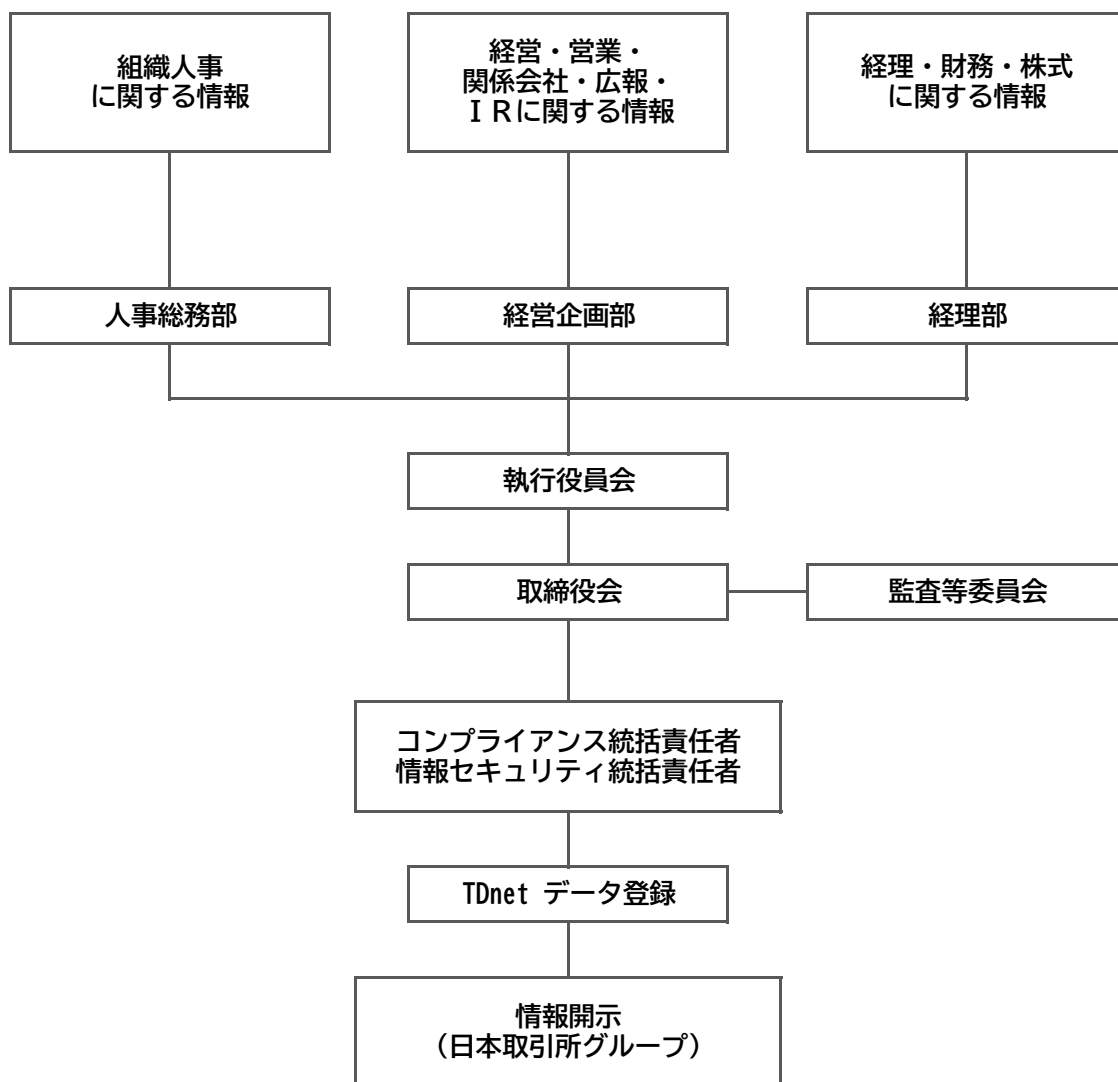 組織人事
に関する情報
経営・営業・
関係会社・広報・
ＩＲに関する情報
経理・財務・株式
に関する情報
人事総務部
経営企画部
経理部
執行役員会
取締役会
監査等委員会
コンプライアンス統括責任者
情報セキュリティ統括責任者
TDnet データ登録
情報開示
（日本取引所グループ）